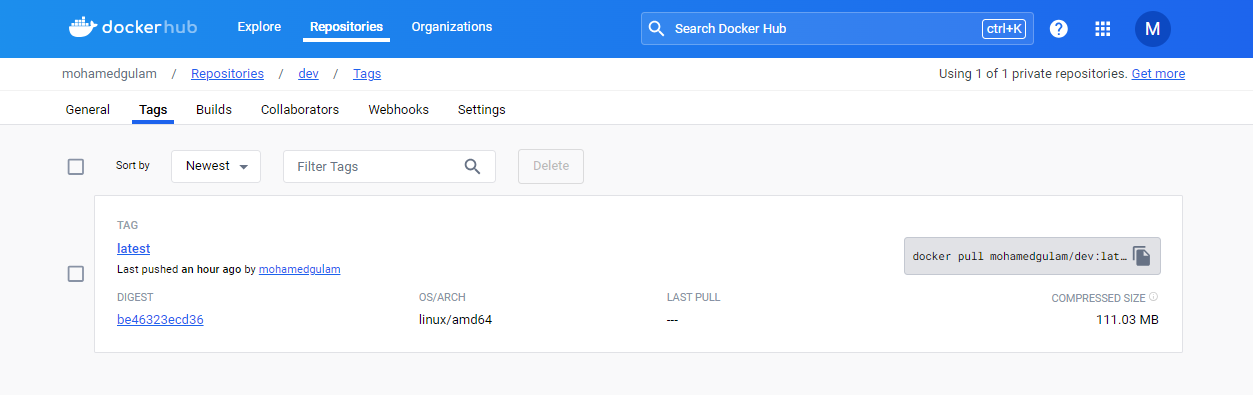 dockerhub Explore Repositories Organizations Search Docker Hub ctrl+K ? M
mohamedgulam / Repositories / dev / Tags Using 1 of 1 private repositories. Get more
General Tags Builds Collaborators Webhooks Settings
Sort by Newest Filter Tags Delete
TAG
latest
Last pushed an hour ago by mohamedgulam
docker pull mohamedgulam/dev:lat…
DIGEST OS/ARCH LAST PULL COMPRESSED SIZE
be46323ecd36 linux/amd64 --- 111.03 MB